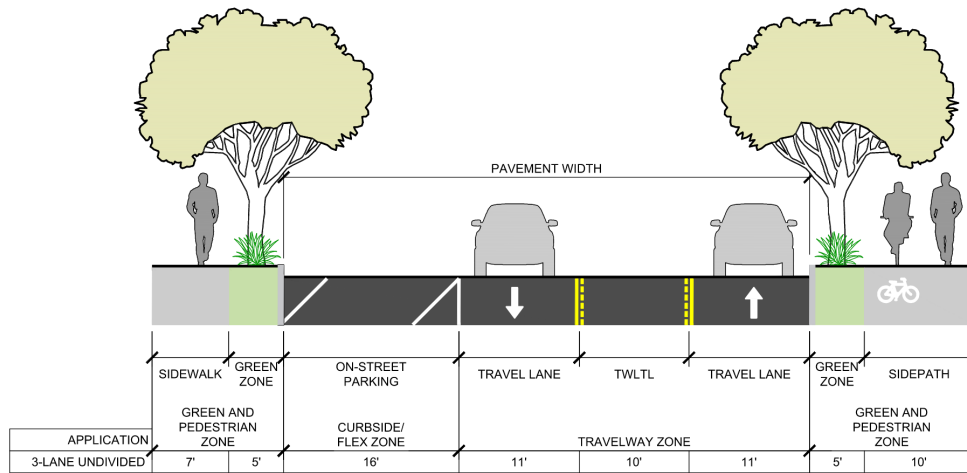 PAVEMENT WIDTH
SIDEWALK
GREEN
ZONE
ON-STREET
PARKING
TRAVEL LANE
TWLTL
TRAVEL LANE
GREEN
ZONE
SIDEPATH
GREEN AND
PEDESTRIAN
ZONE
CURBSIDE/
FLEX ZONE
TRAVELWAY ZONE
GREEN AND
PEDESTRIAN
ZONE
APPLICATION
3-LANE UNDIVIDED 7' 5' 16' 11' 10' 11' 5' 10'